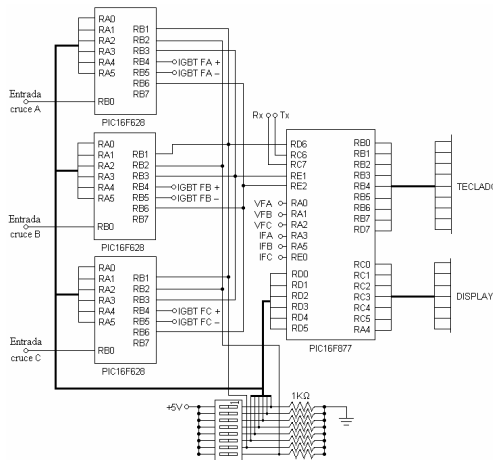 RA0
RA1
RA2
RA3
RA4
RA5
RB0
RB1
RB2
RB3
RB4
RB5
RB6
RB7
IGBT FA +
IGBT FA −
Entrada
cruce A
PIC16F628
RA0
RA1
RA2
RA3
RA4
RA5
RB0
RB1
RB2
RB3
RB4
RB5
RB6
RB7
IGBT FB +
IGBT FB −
Entrada
cruce B
PIC16F628
RA0
RA1
RA2
RA3
RA4
RA5
RB0
RB1
RB2
RB3
RB4
RB5
RB6
RB7
IGBT FC +
IGBT FC −
Entrada
cruce C
PIC16F628
Rx
Tx
RD6
RC6
RC7
RE1
RE2
VFA
RA0
VFB
RA1
VFC
RA2
IFA
RA3
IFB
RA5
IFC
RE0
RD0
RD1
RD2
RD3
RD4
RD5
RB0
RB1
RB2
RB3
RB4
RB5
RB6
RB7
RD7
RC0
RC1
RC2
RC3
RC4
RC5
RA4
PIC16F877
TECLADO
DISPLAY
+5V
1KΩ